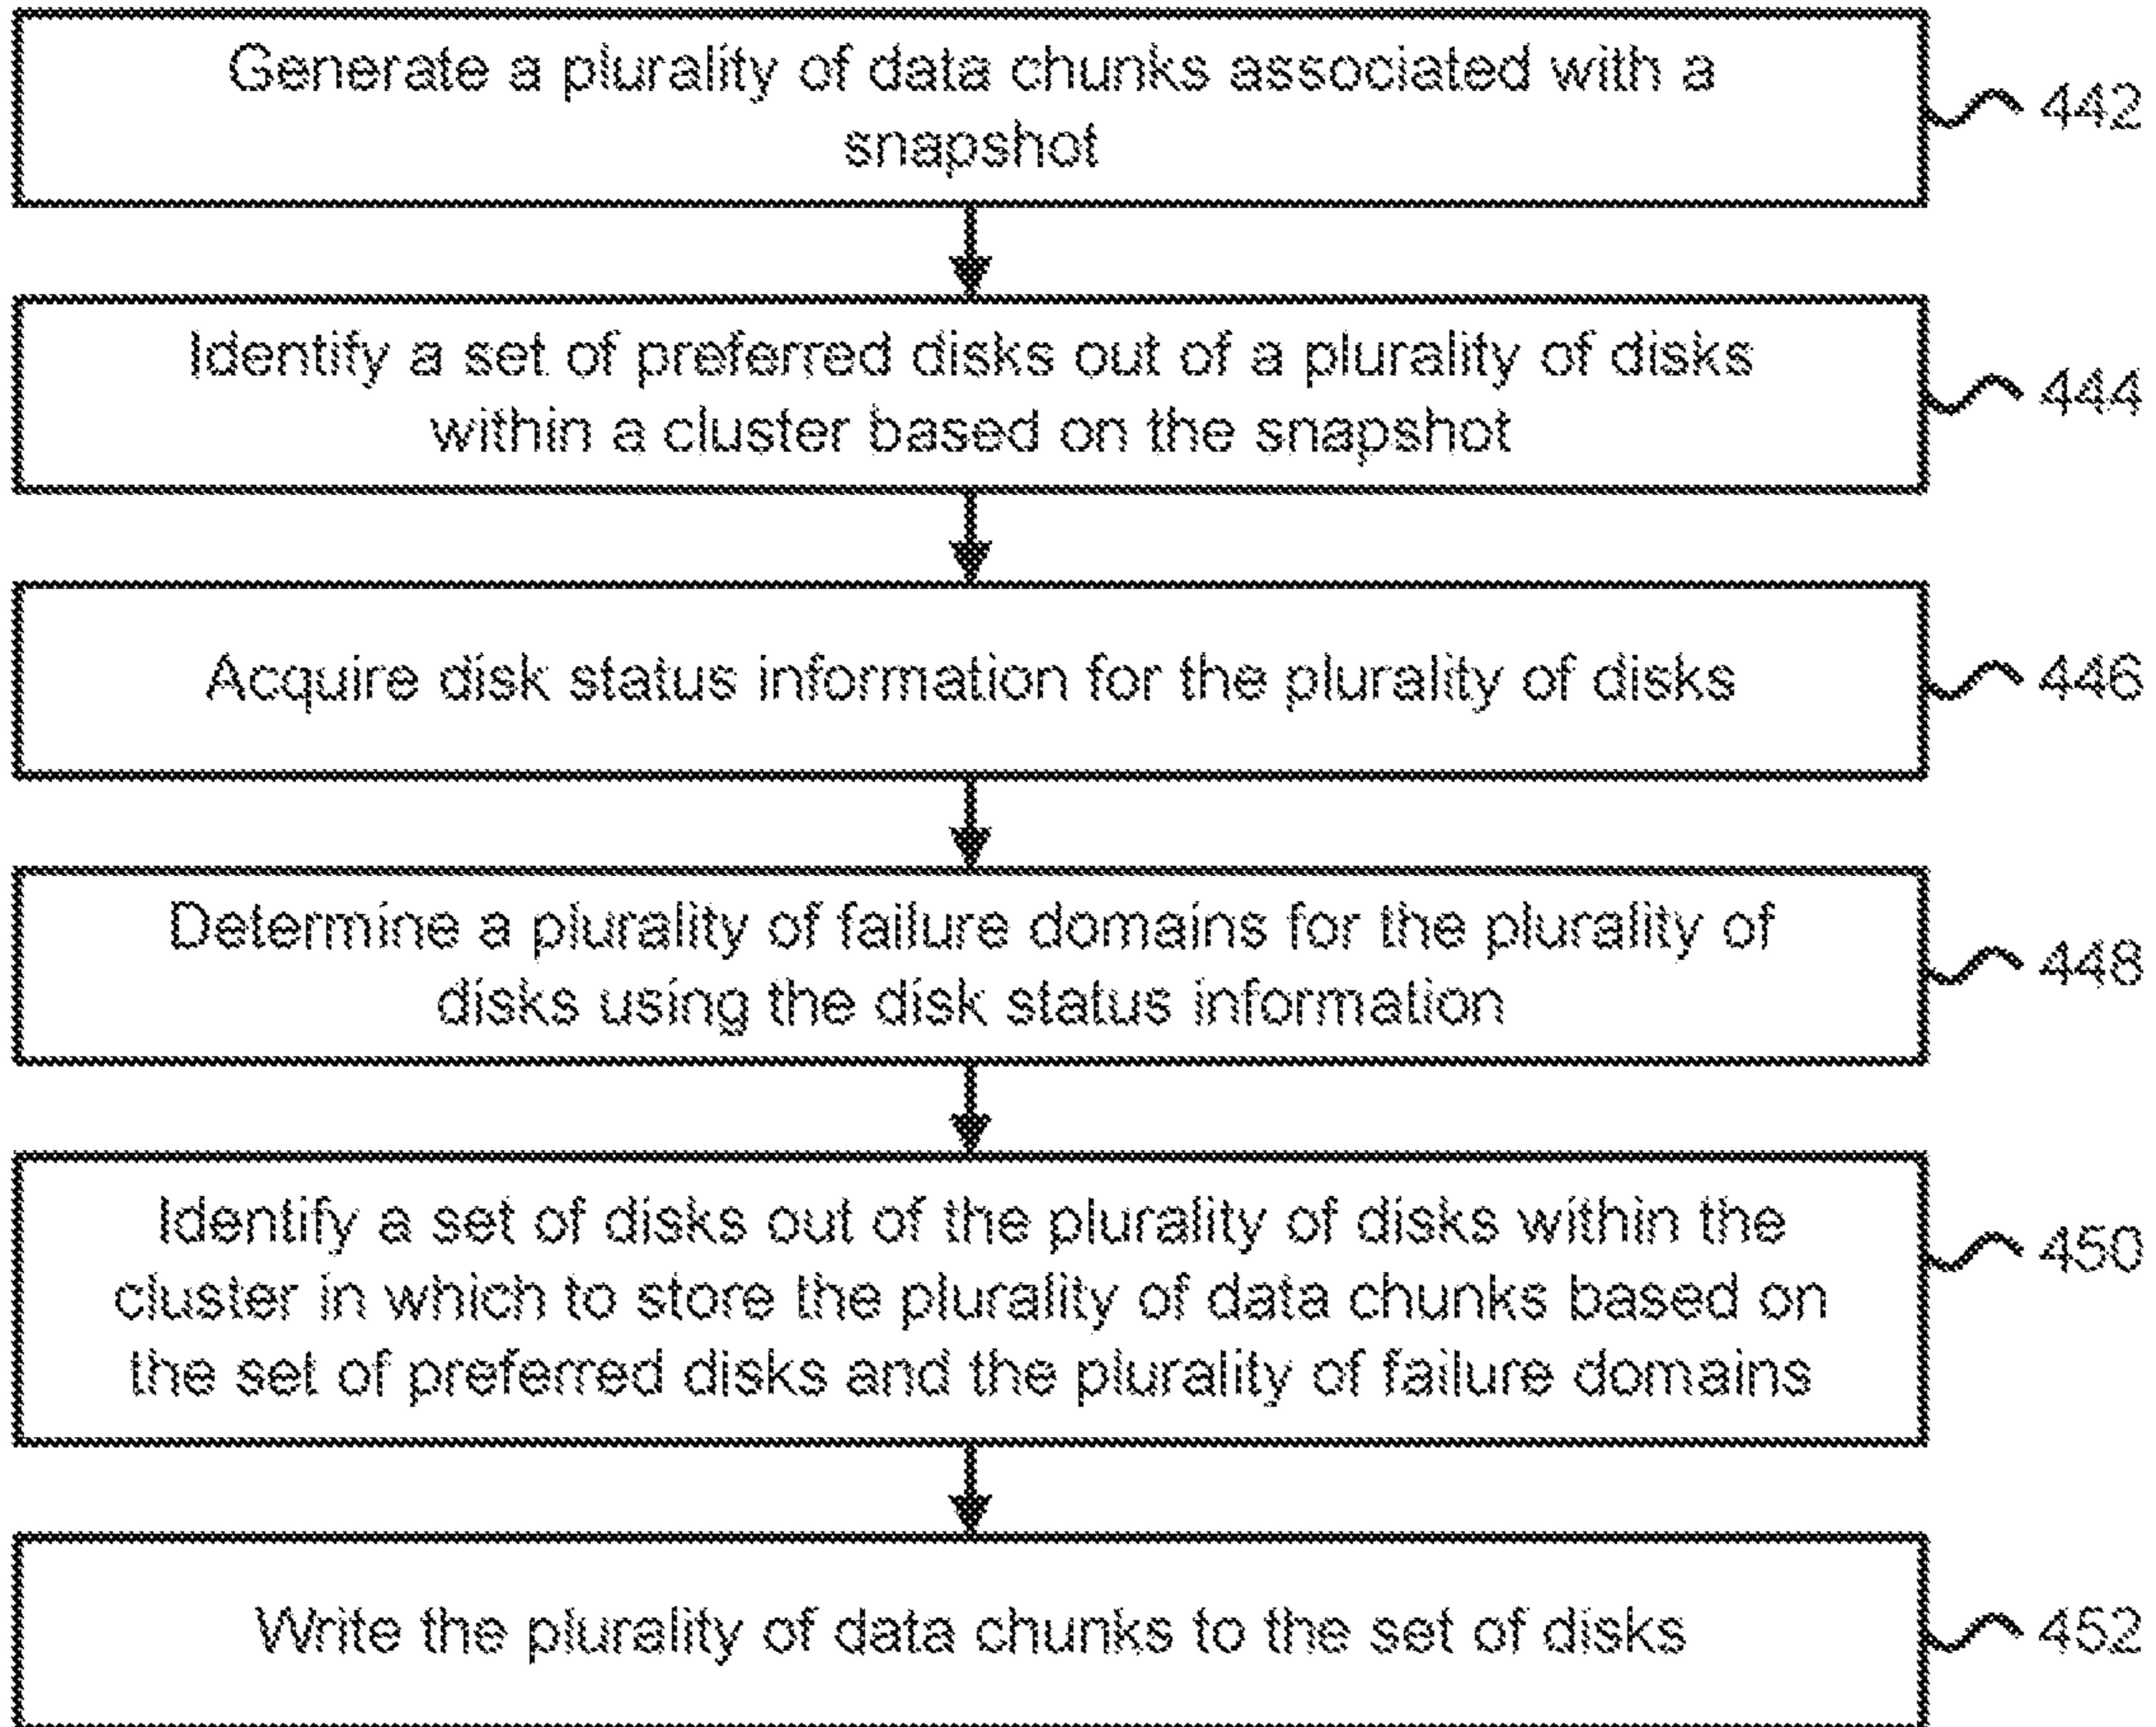 Generate a plurality of data chunks associated with a
snapshot
442
Identify a set of preferred disks out of a plurality of disks
within a cluster based on the snapshot
444
Acquire disk status information for the plurality of disks
446
Determine a plurality of failure domains for the plurality of
disks using the disk status information
448
Identify a set of disks out of the plurality of disks within the
cluster in which to store the plurality of data chunks based on
the set of preferred disks and the plurality of failure domains
450
Write the plurality of data chunks to the set of disks
452